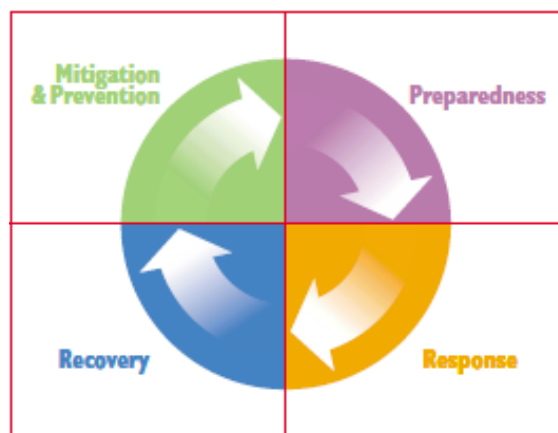 Mitigation
& Prevention
Preparedness
Recovery
Response